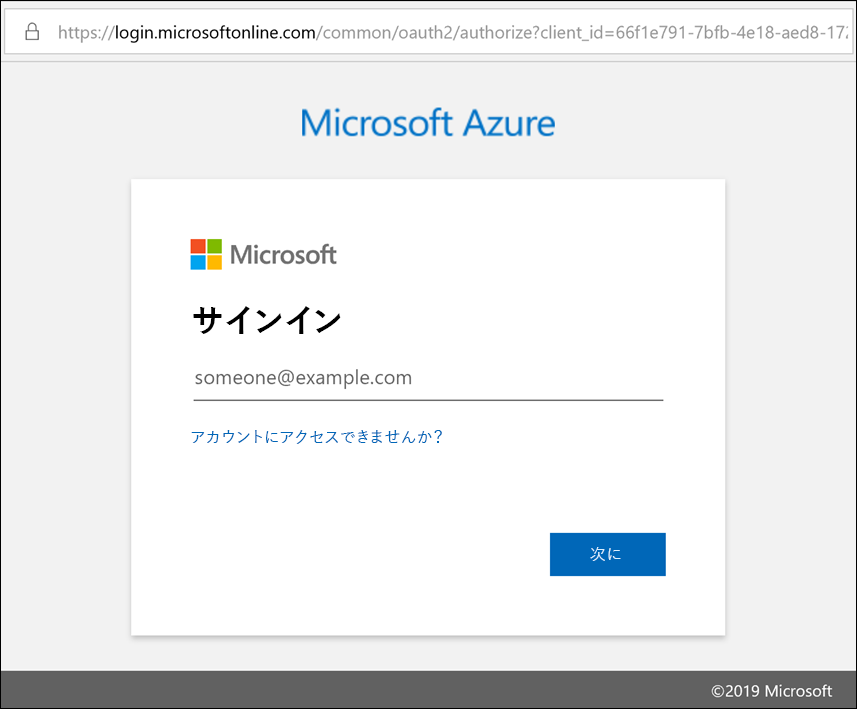 https://login.microsoftonline.com/common/oauth2/authorize?client_id=66f1e791-7bfb-4e18-aed8-172
Microsoft Azure
Microsoft
サインイン
someone@example.com
アカウントにアクセスできませんか?
次に
©2019 Microsoft